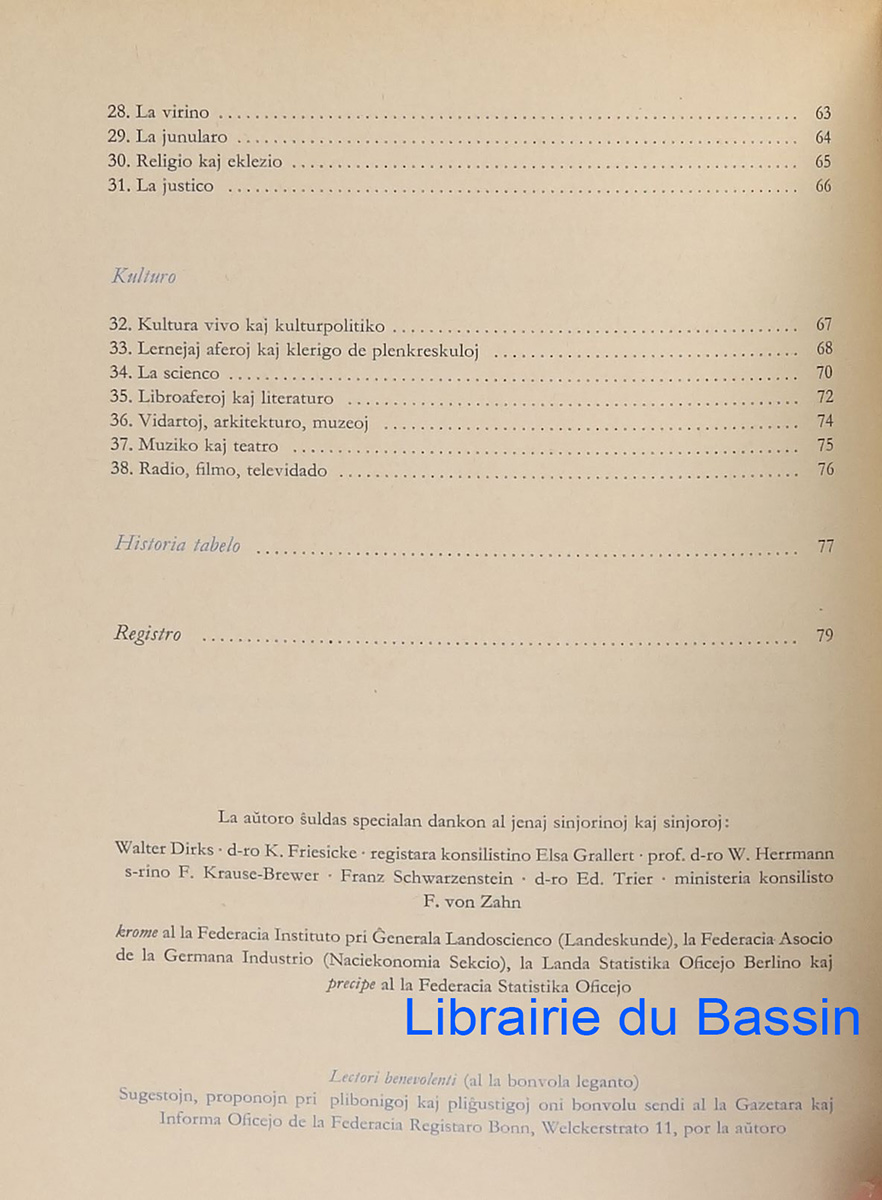 28. La virino ................................................................ 63
29. La junularo ................................................................ 64
30. Religio kaj eklezio ................................................................ 65
31. La justico ................................................................ 66
Kulturo
32. Kultura vivo kaj kulturpolitiko ................................................ 67
33. Lernejaj aferoj kaj klerigo de plenkreskuloj ................................ 68
34. La scienco ................................................................ 70
35. Libroaferoj kaj literaturo ................................................ 72
36. Vidartoj, arkitekturo, muzeoj ................................................ 74
37. Muziko kaj teatro ................................................................ 75
38. Radio, filmo, televidado ................................................ 76
Historia tabelo ................................................................ 77
Registro ................................................................ 79
La aŭtoro ŝuldas specialan dankon al jenaj sinjorinoj kaj sinjoroj:
Walter Dirks · d-ro K. Friesicke · registara konsilistino Elsa Grallert · prof. d-ro W. Herrmann
s-rino F. Krause-Brewer · Franz Schwarzenstein · d-ro Ed. Trier · ministeria konsilisto
F. von Zahn
krome al la Federacia Instituto pri Ĝenerala Landoscienco (Landeskunde), la Federacia Asocio
de la Germana Industrio (Naciekonomia Sekcio), la Landa Statistika Oficejo Berlino kaj
precipe al la Federacia Statistika Oficejo
Librairie du Bassin
Lectori benevolenti (al la bonvola leganto)
Sugestojn, proponojn pri plibonigoj kaj pliĝustigoj oni bonvolu sendi al la Gazetara kaj
Informa Oficejo de la Federacia Registaro Bonn, Welckerstrato 11, por la aŭtoro